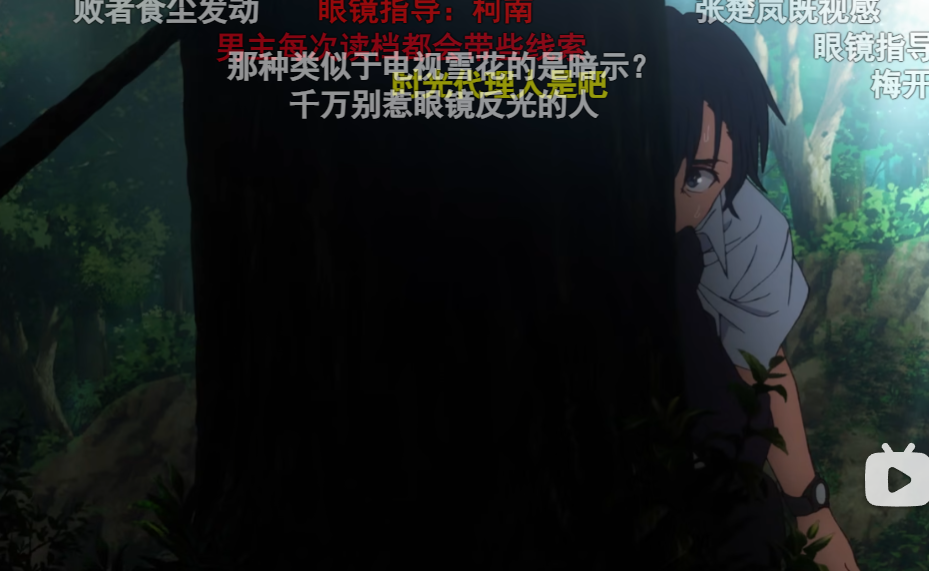 败者食尘发动
眼镜指导：柯南
张楚岚既视感
男主每次读档都会带些线索
眼镜指导
那种类似于电视雪花的是暗示？
时光代理人是吧
梅开
千万别惹眼镜反光的人